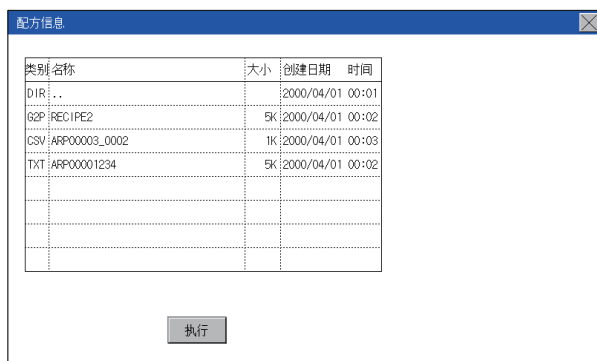 配方信息
类别 名称 大小 创建日期 时间
DIR .. 2000/04/01 00:01
G2P RECIPE2 5K 2000/04/01 00:02
CSV ARP00003_0002 1K 2000/04/01 00:03
TXT ARP00001234 5K 2000/04/01 00:02
执行